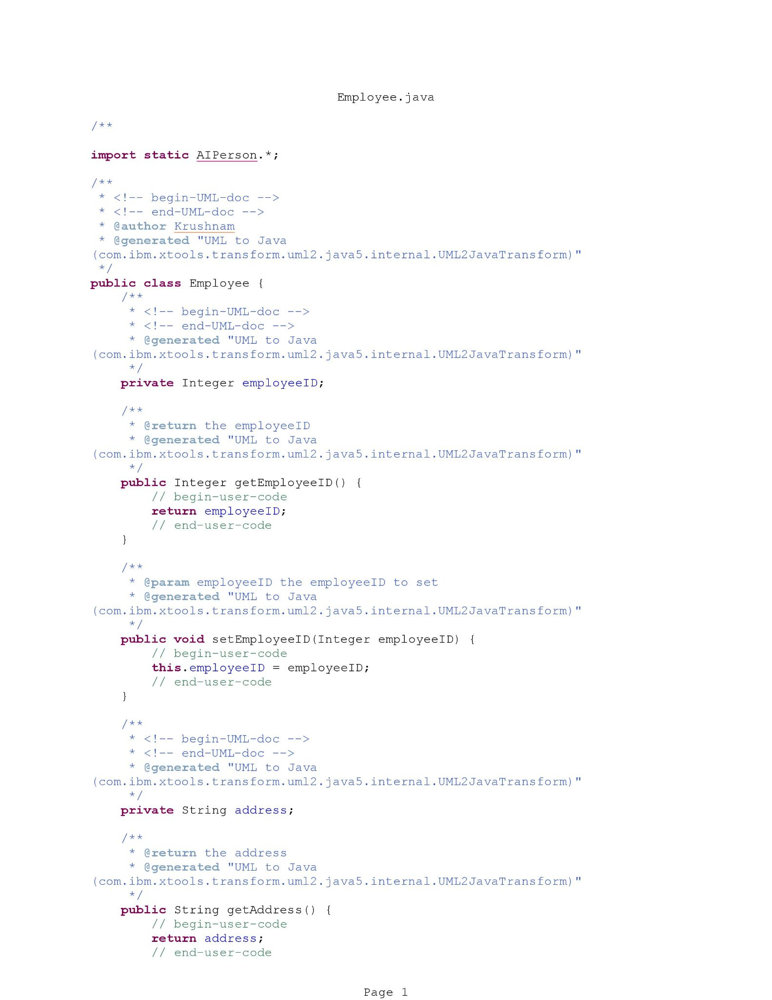 Employee.java
/**
import static AIPerson.*;
/**
 * <!-- begin-UML-doc -->
 * <!-- end-UML-doc -->
 * @author Krushnam
 * @generated "UML to Java
(com.ibm.xtools.transform.uml2.java5.internal.UML2JavaTransform)"
 */
public class Employee {
    /**
     * <!-- begin-UML-doc -->
     * <!-- end-UML-doc -->
     * @generated "UML to Java
(com.ibm.xtools.transform.uml2.java5.internal.UML2JavaTransform)"
     */
    private Integer employeeID;
    /**
     * @return the employeeID
     * @generated "UML to Java
(com.ibm.xtools.transform.uml2.java5.internal.UML2JavaTransform)"
     */
    public Integer getEmployeeID() {
        // begin-user-code
        return employeeID;
        // end-user-code
    }
    /**
     * @param employeeID the employeeID to set
     * @generated "UML to Java
(com.ibm.xtools.transform.uml2.java5.internal.UML2JavaTransform)"
     */
    public void setEmployeeID(Integer employeeID) {
        // begin-user-code
        this.employeeID = employeeID;
        // end-user-code
    }
    /**
     * <!-- begin-UML-doc -->
     * <!-- end-UML-doc -->
     * @generated "UML to Java
(com.ibm.xtools.transform.uml2.java5.internal.UML2JavaTransform)"
     */
    private String address;
    /**
     * @return the address
     * @generated "UML to Java
(com.ibm.xtools.transform.uml2.java5.internal.UML2JavaTransform)"
     */
    public String getAddress() {
        // begin-user-code
        return address;
        // end-user-code
Page 1